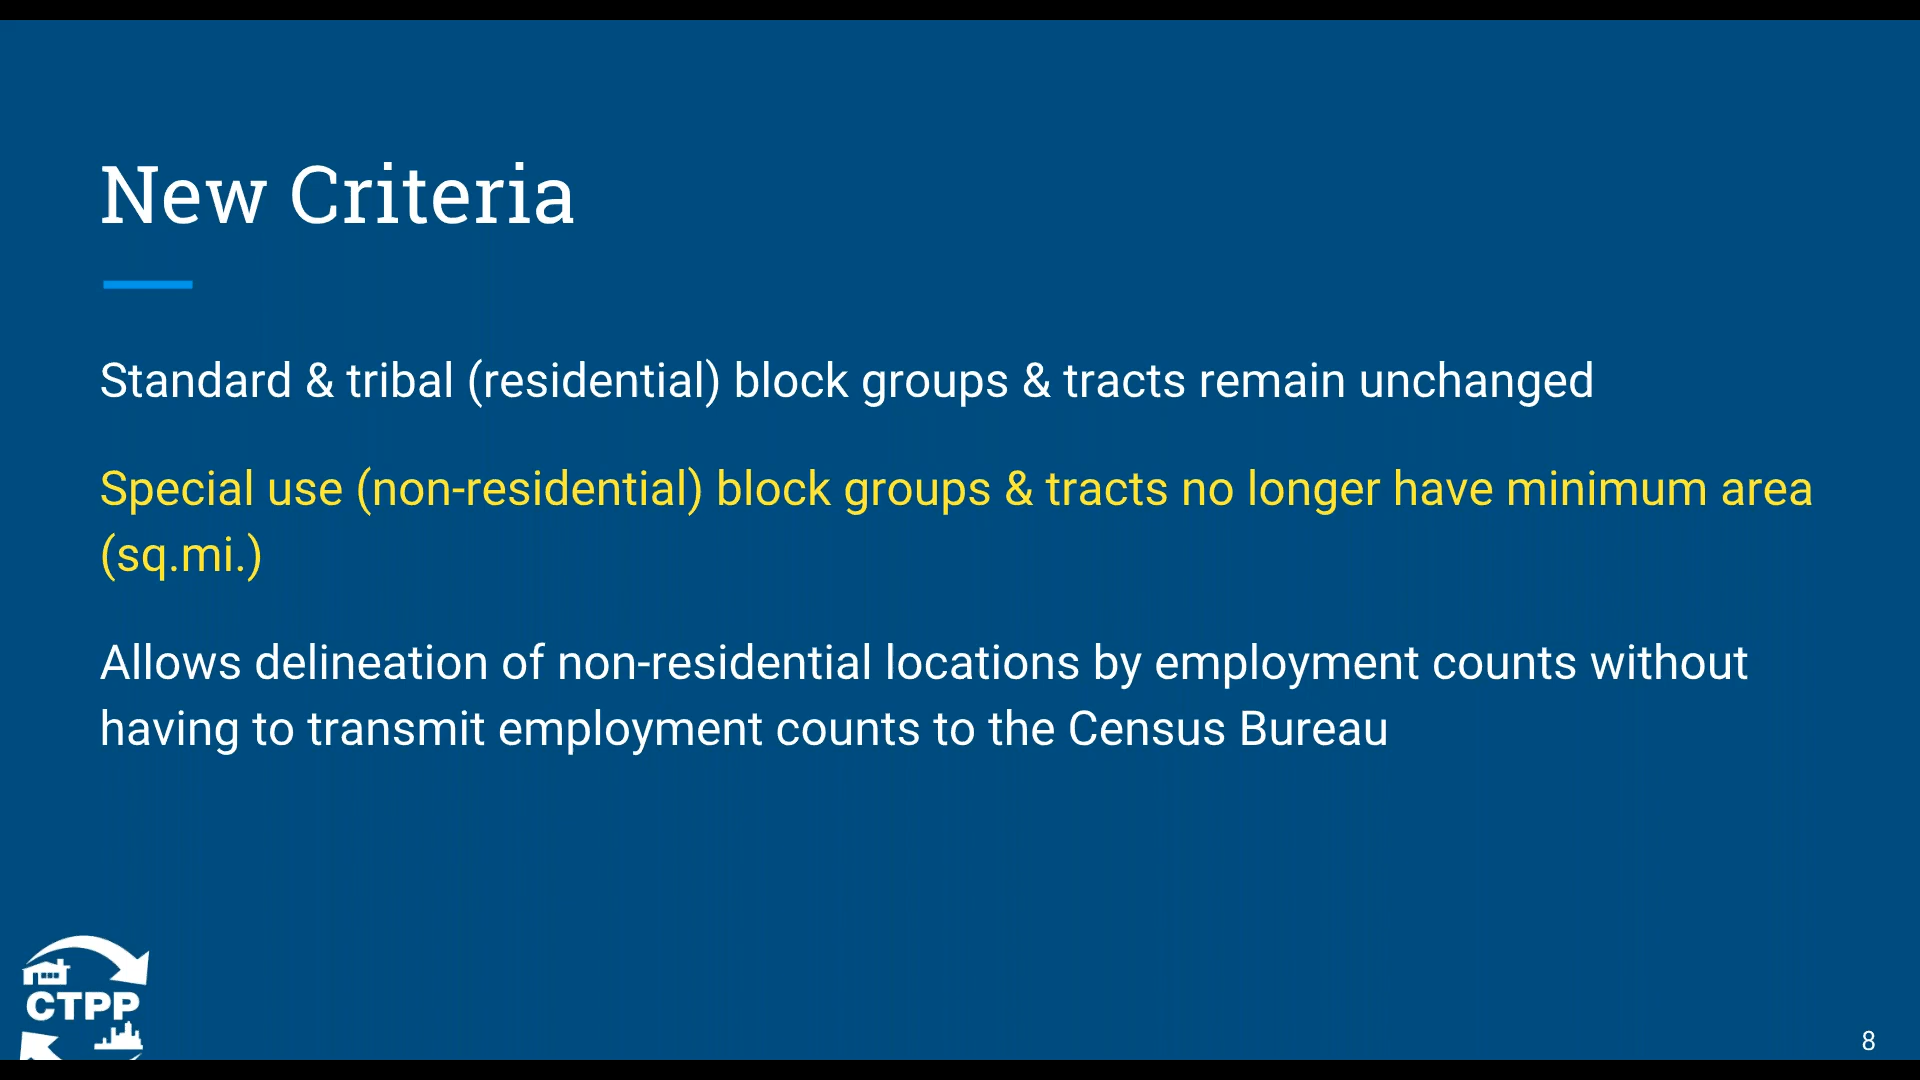 New Criteria
Standard & tribal (residential) block groups & tracts remain unchanged
Special use (non-residential) block groups & tracts no longer have minimum area
(sq.mi.)
Allows delineation of non-residential locations by employment counts without
having to transmit employment counts to the Census Bureau
CTPP
8